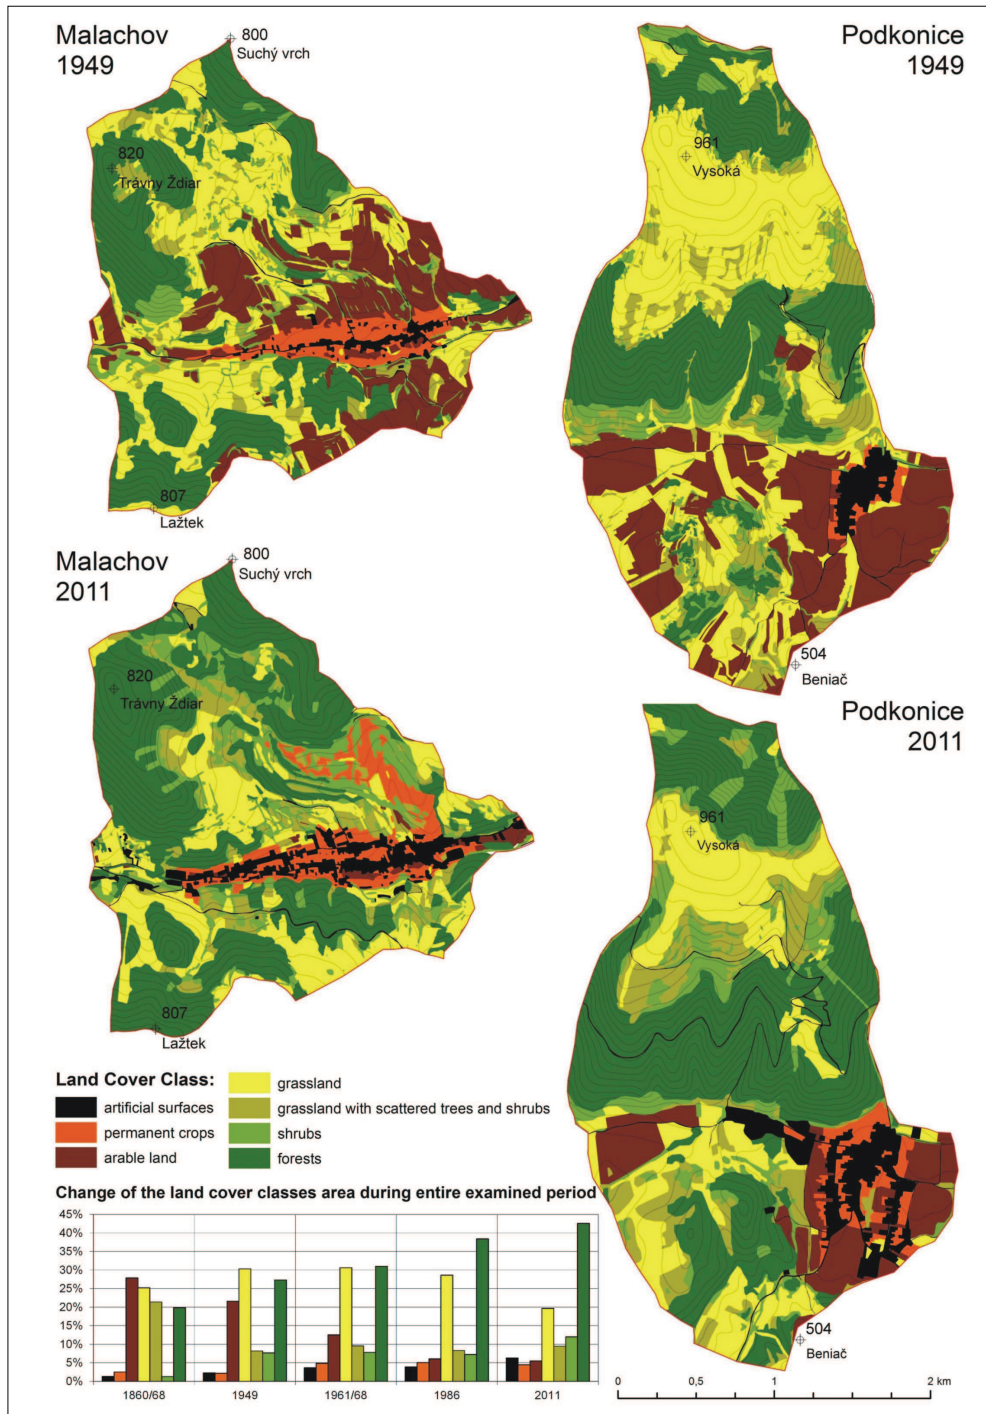 Malachov
1949
800
Suchý vrch
820
Trávny Ždiar
807
Lažtek
Podkonice
1949
961
Vysoká
504
Beniač
Malachov
2011
800
Suchý vrch
820
Trávny Ždiar
807
Lažtek
Podkonice
2011
961
Vysoká
504
Beniač
Land Cover Class:
artificial surfaces
permanent crops
arable land
grassland
grassland with scattered trees and shrubs
shrubs
forests
Change of the land cover classes area during entire examined period
45%
40%
35%
30%
25%
20%
15%
10%
5%
0%
1860/68 1949 1961/68 1986 2011
0 0,5 1 2 km